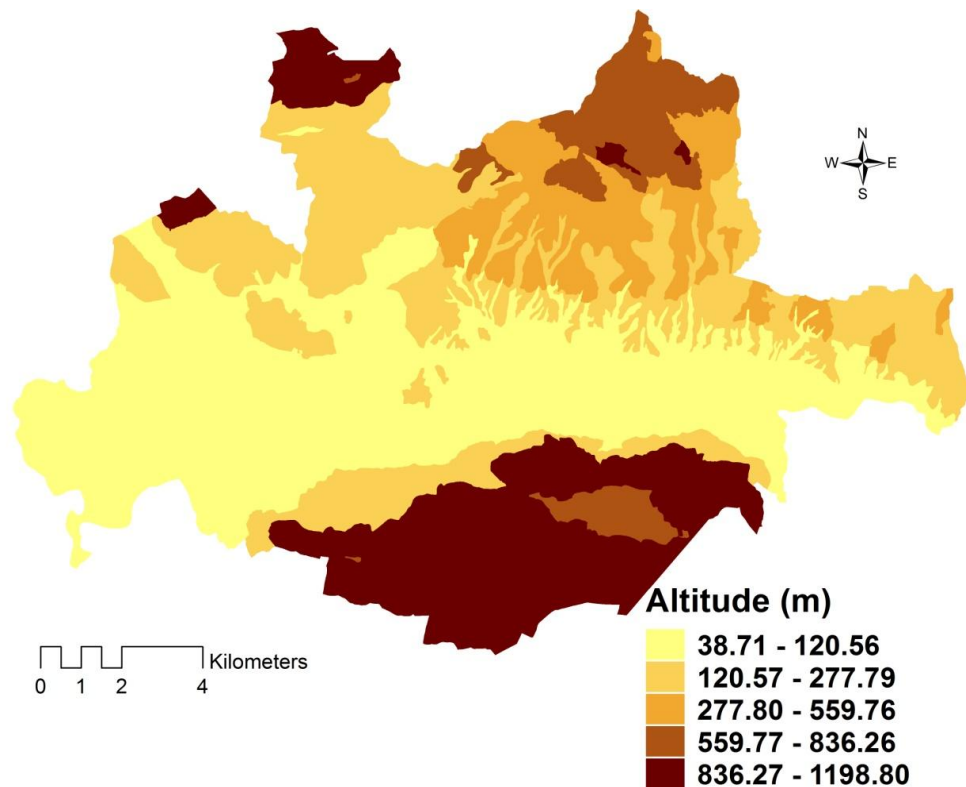 N
W E
S
Altitude (m)
38.71 - 120.56
120.57 - 277.79
277.80 - 559.76
559.77 - 836.26
836.27 - 1198.80
Kilometers
0 1 2 4